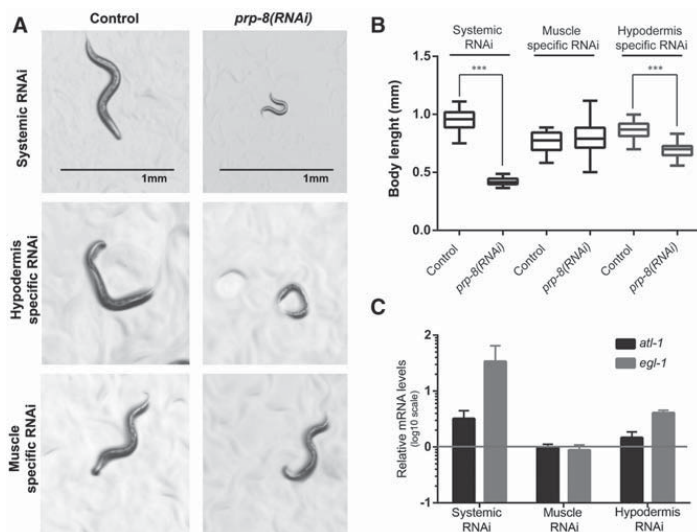 A
Control
prp-8(RNAi)
Systemic RNAi
1mm
1mm
Hypodermis
specific RNAi
Muscle
specific RNAi
B
Systemic
RNAi
Muscle
specific RNAi
Hypodermis
specific RNAi
***
***
Body lenght (mm)
1.5
1.0
0.5
0.0
Control
prp-8(RNAi)
Control
prp-8(RNAi)
Control
prp-8(RNAi)
C
Relative mRNA levels
(log10 scale)
2
1
0
-1
atl-1
egl-1
Systemic
RNAi
Muscle
RNAi
Hypodermis
RNAi